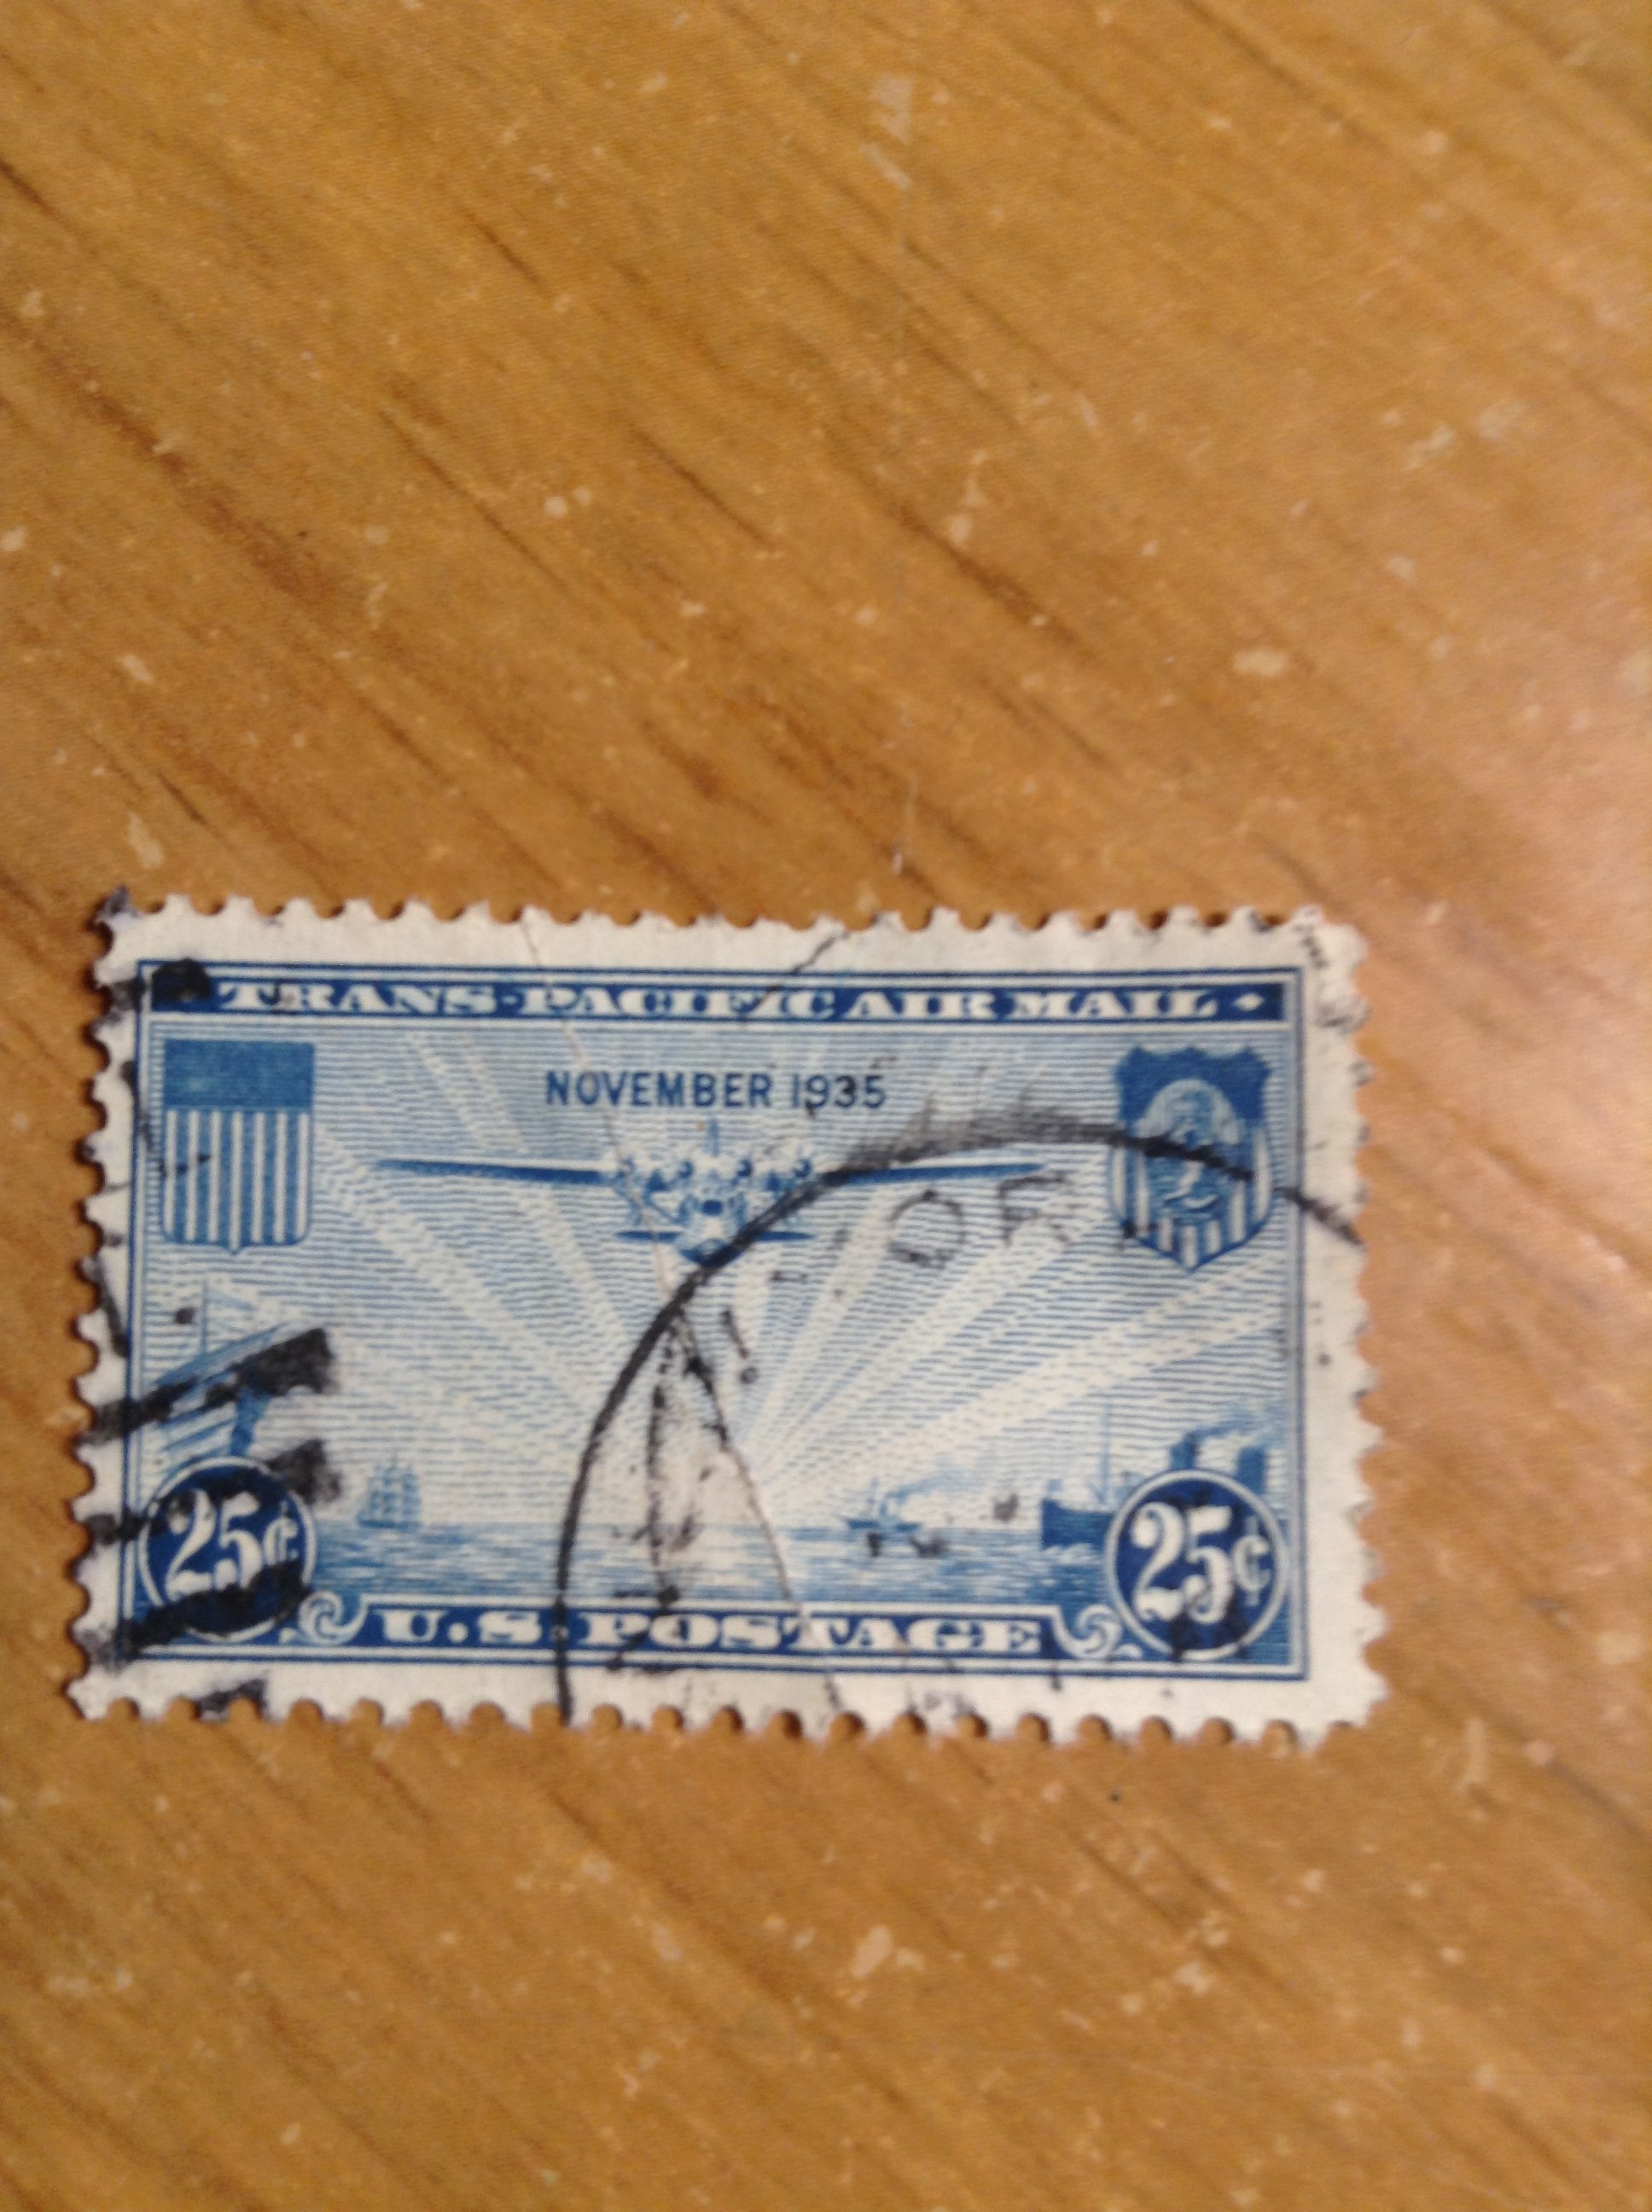 TRANS-PACIFIC AIR MAIL
NOVEMBER 1935
25¢
25¢
U.S. POSTAGE